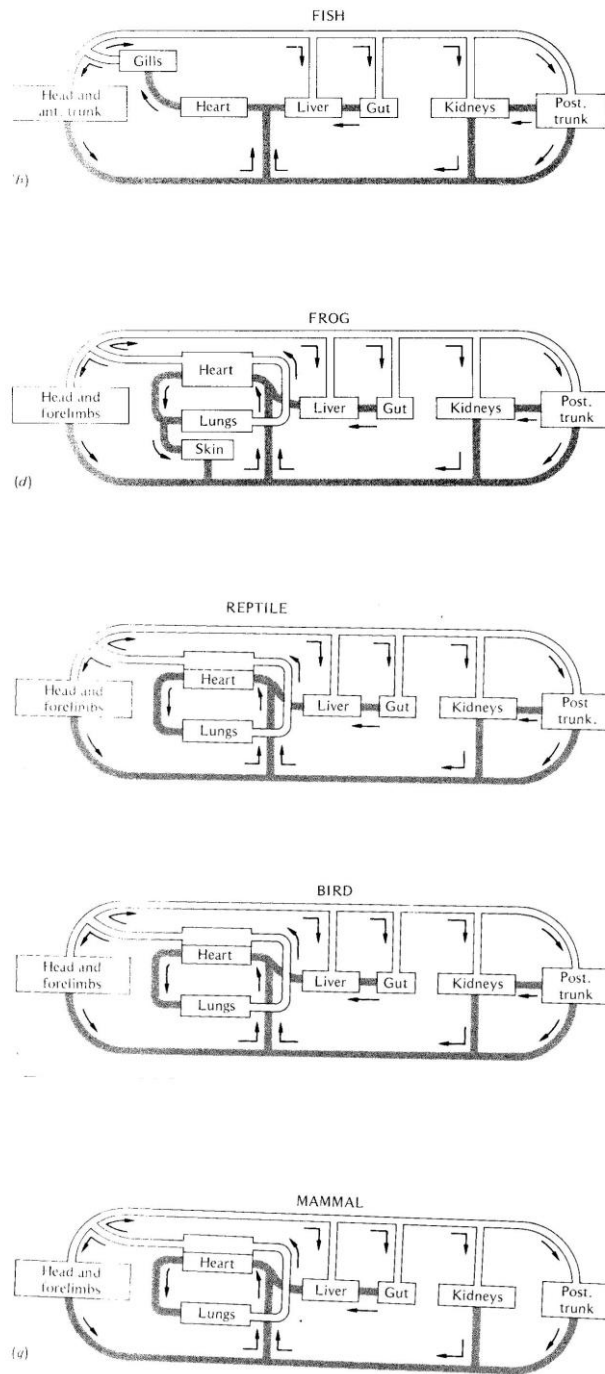 FISH
Gills
Head and
ant. trunk
Heart
Liver
Gut
Kidneys
Post.
trunk
(b)
FROG
Heart
Head and
forelimbs
Lungs
Liver
Gut
Kidneys
Post.
trunk
Skin
(d)
REPTILE
Head and
forelimbs
Heart
Lungs
Liver
Gut
Kidneys
Post
trunk.
BIRD
Head and
forelimbs
Heart
Lungs
Liver
Gut
Kidneys
Post.
trunk
MAMMAL
Head and
forelimbs
Heart
Lungs
Liver
Gut
Kidneys
Post.
trunk
(g)